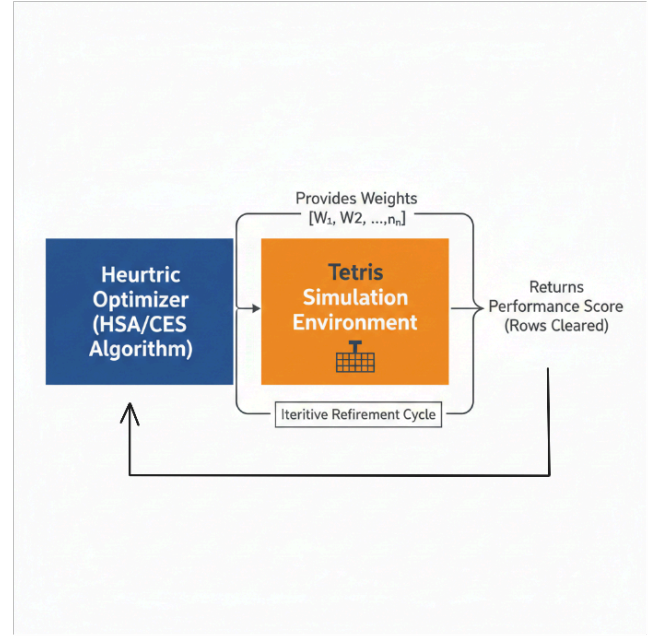 Provides Weights
[W₁, W2, ...,nₙ]
Heurtric
Optimizer
(HSA/CES
Algorithm)
Tetris
Simulation
Environment
Returns
Performance Score
(Rows Cleared)
Iteritive Refirement Cycle